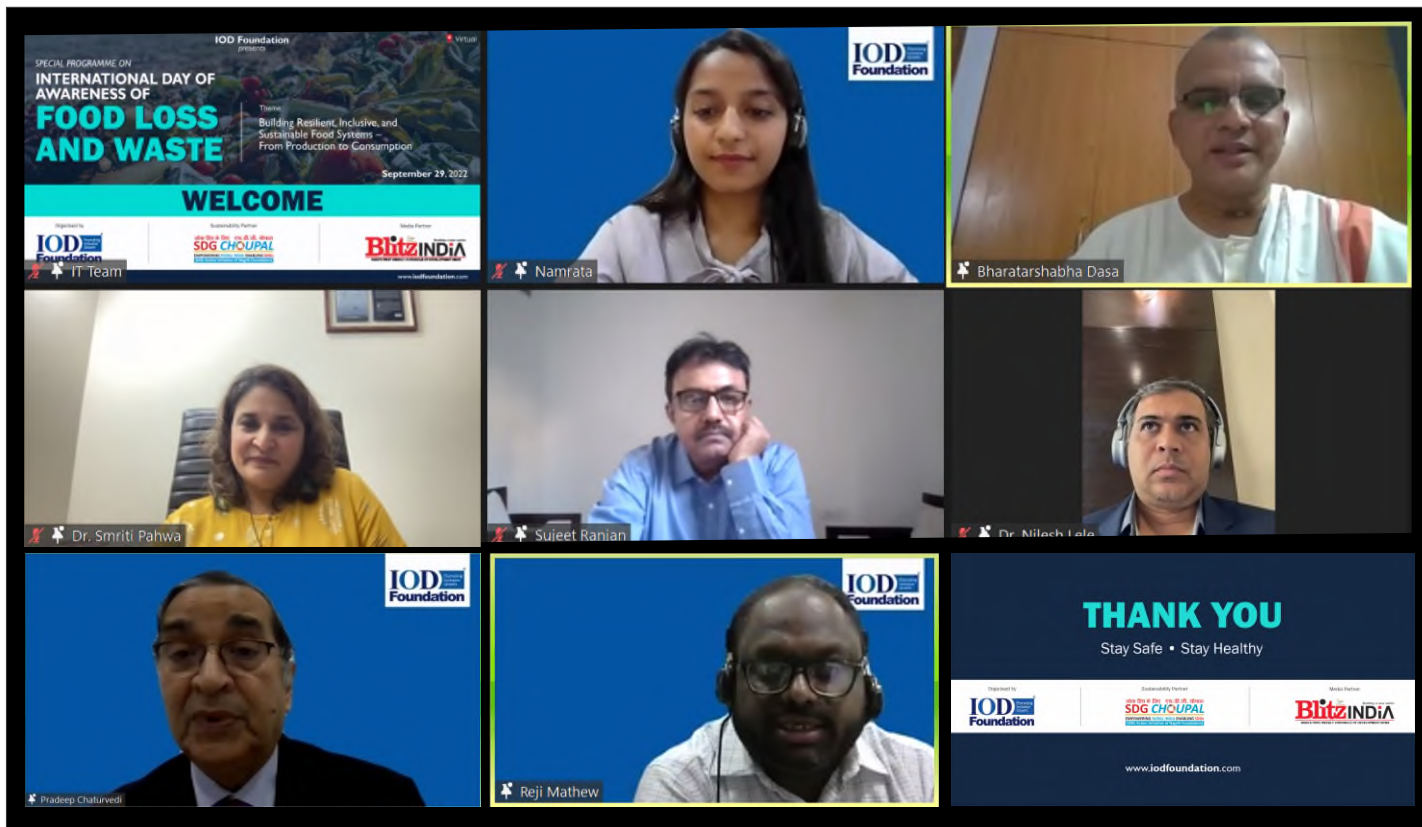 IOD Foundation
presents
Virtual
SPECIAL PROGRAMME ON
INTERNATIONAL DAY OF
AWARENESS OF
FOOD LOSS
AND WASTE
Theme
Building Resilient, Inclusive, and
Sustainable Food Systems –
From Production to Consumption
September 29, 2022
WELCOME
Organised by
IOD
Foundation
Sustainability Partner
SDG CHOUPAL
Media Partner
Blitz INDIA
www.iodfoundation.com
IT Team
IOD
Foundation
Namrata
Bharatarshabha Dasa
Dr. Smriti Pahwa
Sujeet Ranjan
Dr. Nilesh Lele
IOD
Foundation
Pradeep Chaturvedi
IOD
Foundation
Reji Mathew
THANK YOU
Stay Safe • Stay Healthy
Organised by
IOD
Foundation
Sustainability Partner
SDG CHOUPAL
Media Partner
Blitz INDIA
www.iodfoundation.com